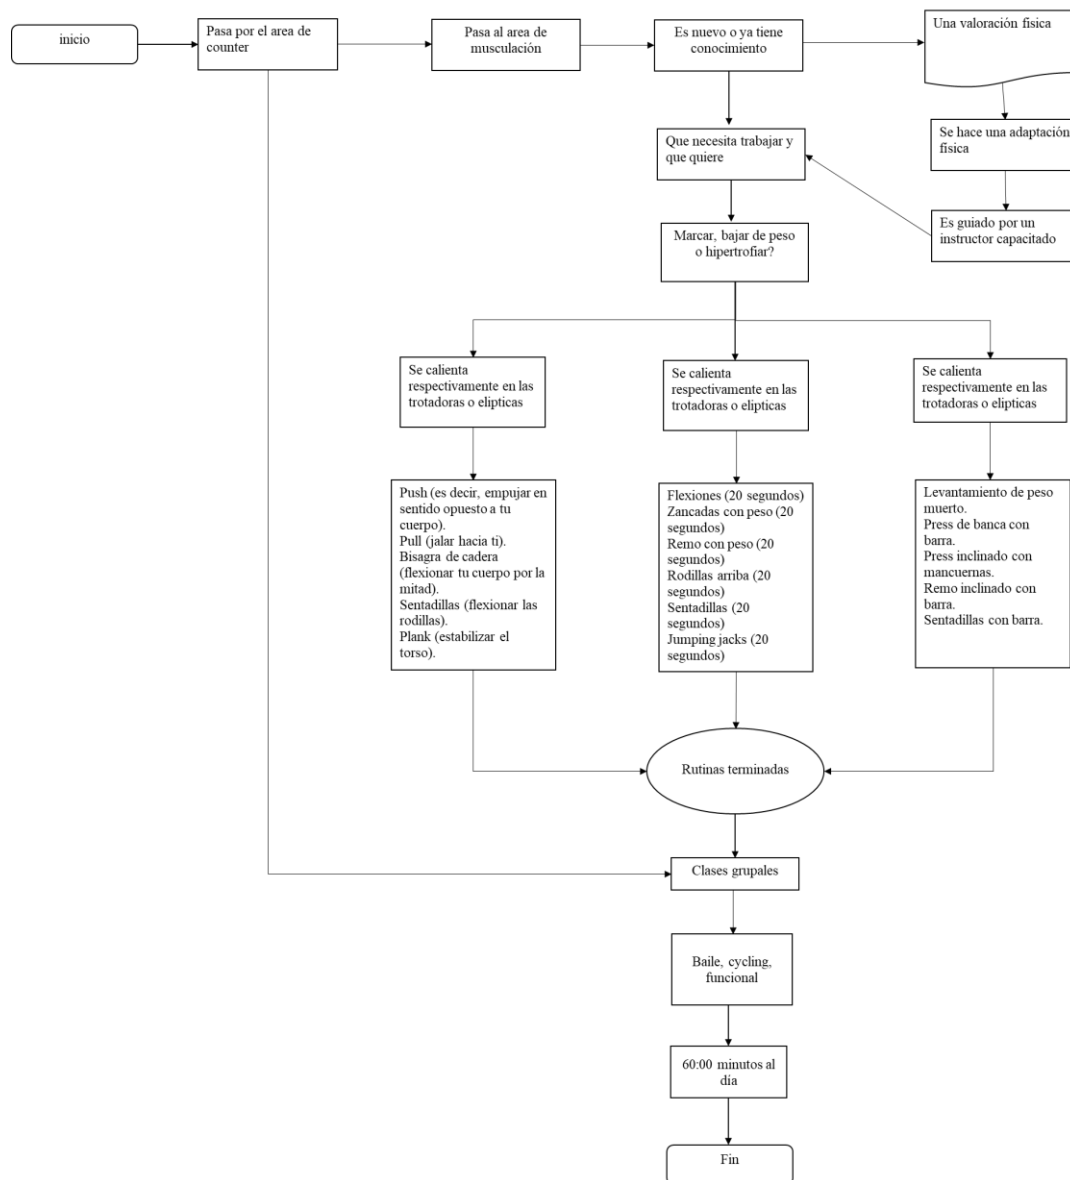 inicio
Pasa por el area de
counter
Pasa al area de
musculación
Es nuevo o ya tiene
conocimiento
Una valoración física
Se hace una adaptación
física
Es guiado por un
instructor capacitado
Que necesita trabajar y
que quiere
Marcar, bajar de peso
o hipertrofiar?
Se calienta
respectivamente en las
trotadoras o elipticas
Se calienta
respectivamente en las
trotadoras o elipticas
Se calienta
respectivamente en las
trotadoras o elipticas
Push (es decir, empujar en
sentido opuesto a tu
cuerpo).
Pull (jalar hacia ti).
Bisagra de cadera
(flexionar tu cuerpo por la
mitad).
Sentadillas (flexionar las
rodillas).
Plank (estabilizar el
torso).
Flexiones (20 segundos)
Zancadas con peso (20
segundos)
Remo con peso (20
segundos)
Rodillas arriba (20
segundos)
Sentadillas (20
segundos)
Jumping jacks (20
segundos)
Levantamiento de peso
muerto.
Press de banca con
barra.
Press inclinado con
mancuernas.
Remo inclinado con
barra.
Sentadillas con barra.
Rutinas terminadas
Clases grupales
Baile, cycling,
funcional
60:00 minutos al
día
Fin